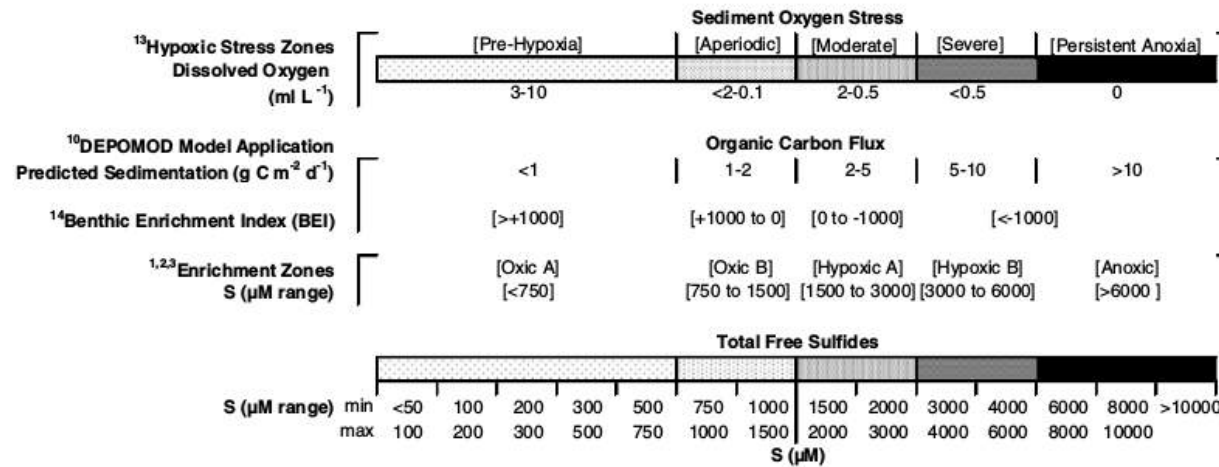 Sediment Oxygen Stress
¹³Hypoxic Stress Zones [Pre-Hypoxia] [Aperiodic] [Moderate] [Severe] [Persistent Anoxia]
Dissolved Oxygen
(ml L⁻¹) 3-10 <2-0.1 2-0.5 <0.5 0
¹⁰DEPOMOD Model Application Organic Carbon Flux
Predicted Sedimentation (g C m⁻² d⁻¹) <1 1-2 2-5 5-10 >10
¹⁴Benthic Enrichment Index (BEI) [>+1000] [+1000 to 0] [0 to -1000] [<-1000]
¹,²,³Enrichment Zones [Oxic A] [Oxic B] [Hypoxic A] [Hypoxic B] [Anoxic]
S (µM range) [<750] [750 to 1500] [1500 to 3000] [3000 to 6000] [>6000 ]
Total Free Sulfides
S (µM range) min <50 100 200 300 500 750 1000 1500 2000 3000 4000 6000 8000 >10000
max 100 200 300 500 750 1000 1500 2000 3000 4000 6000 8000 10000
S (µM)